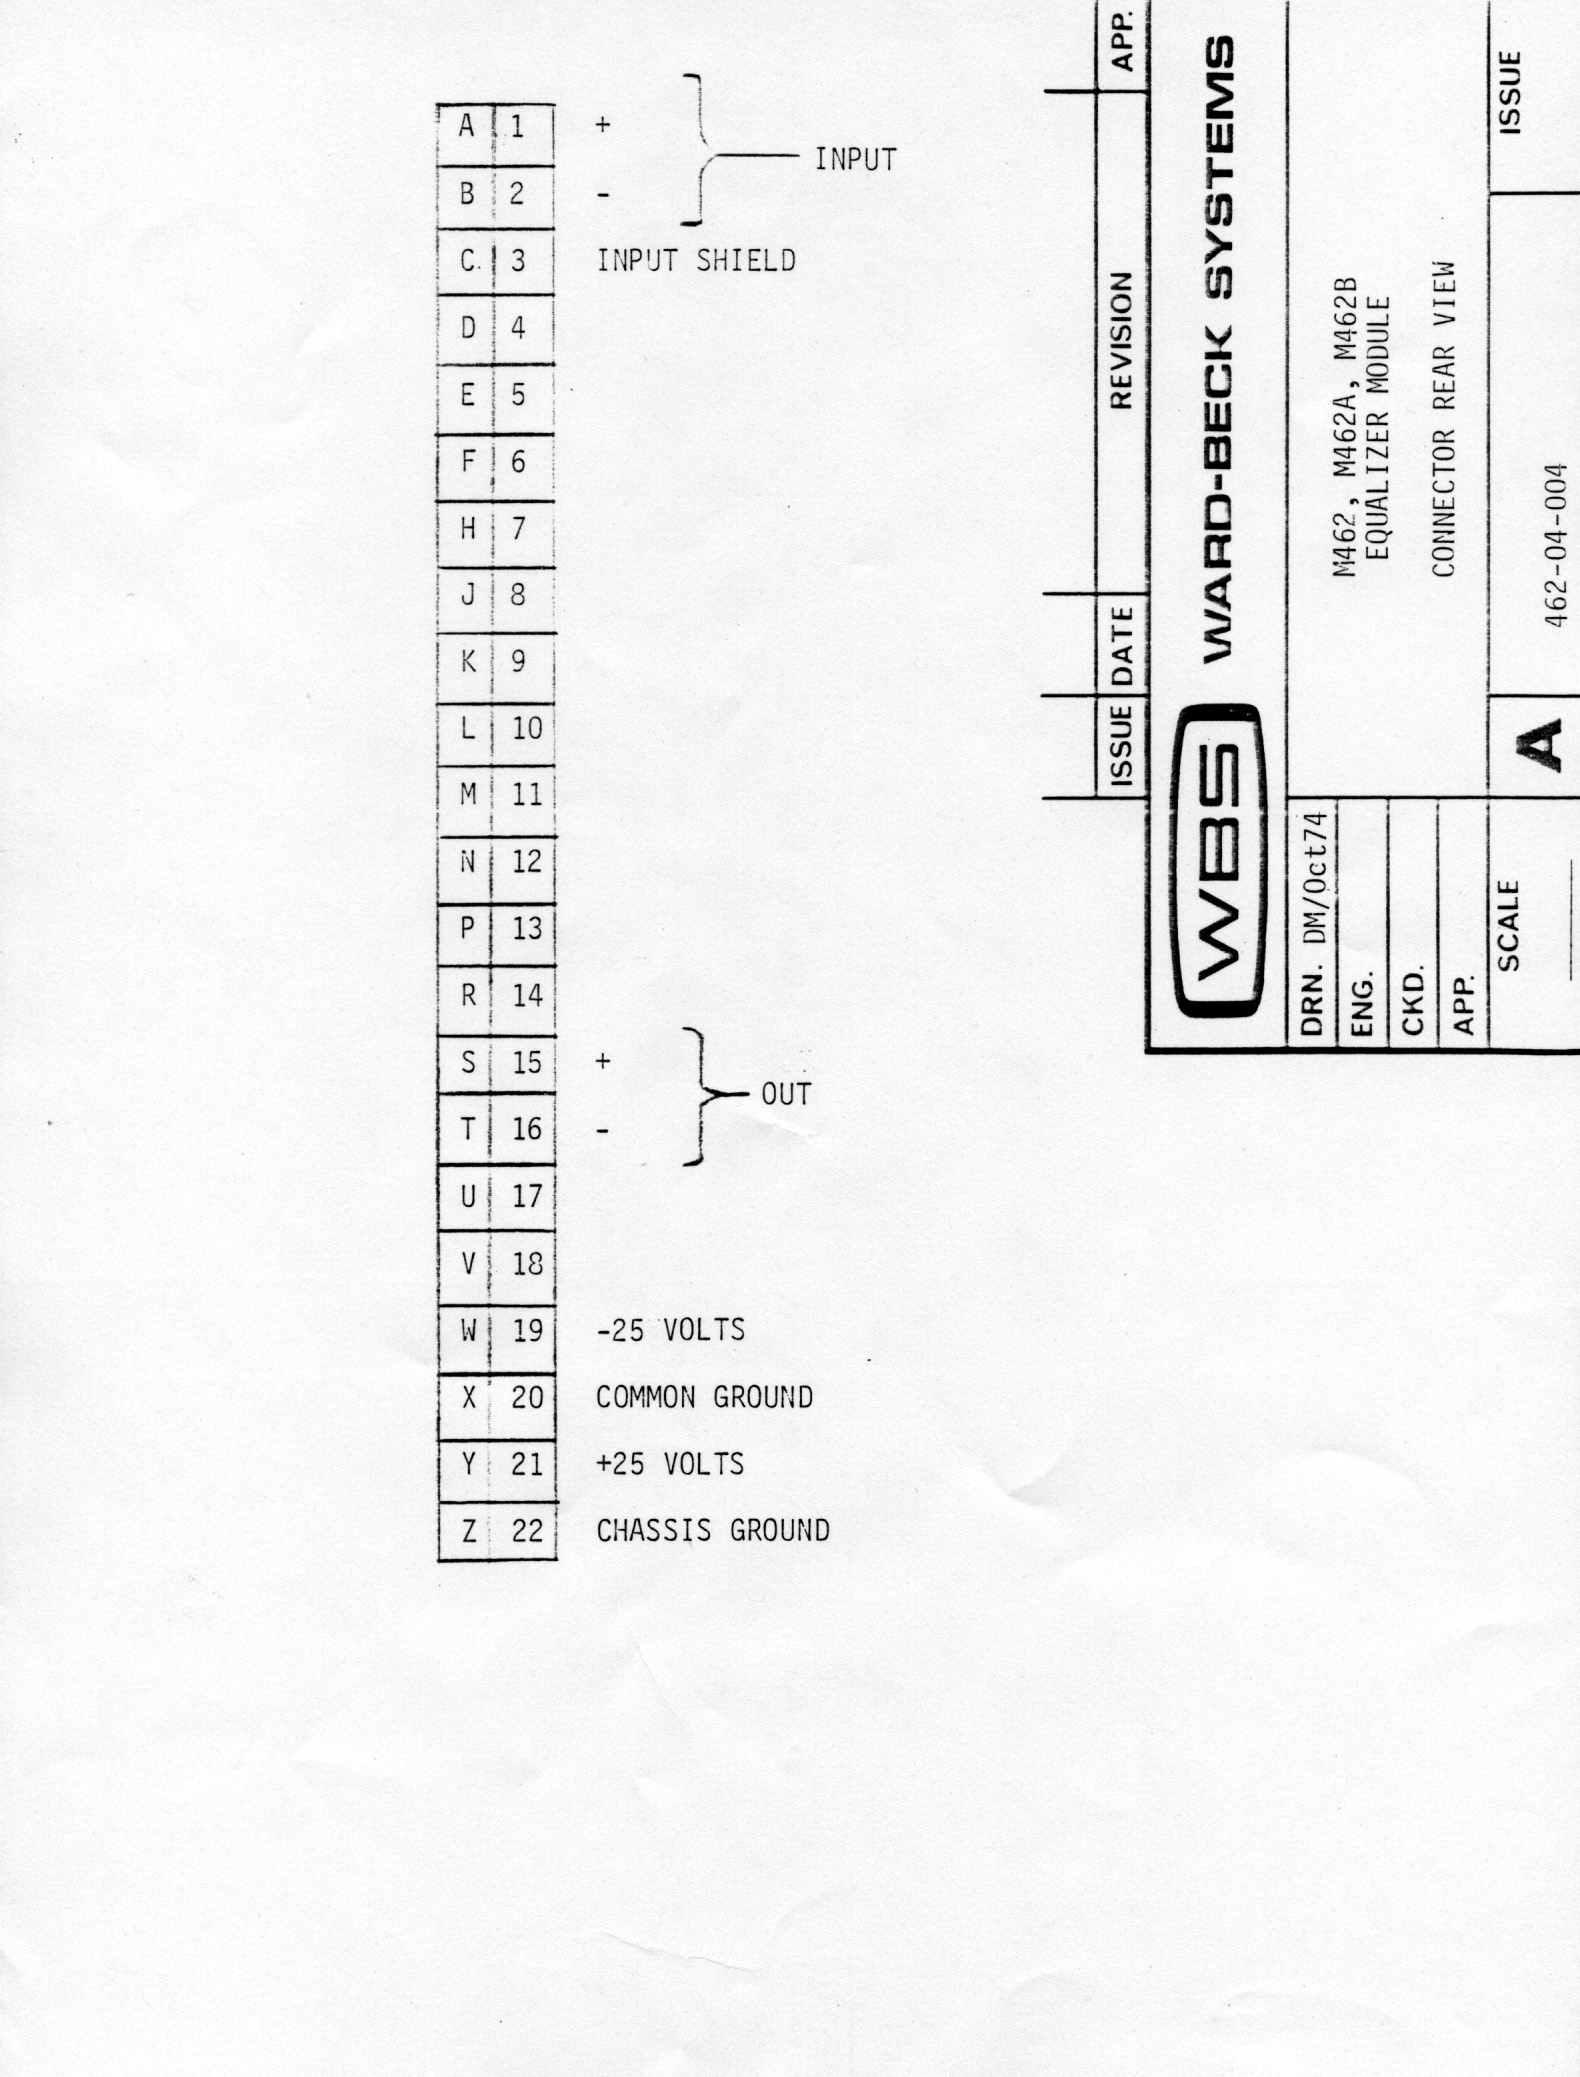 A 1 +
INPUT
B 2 -
C 3 INPUT SHIELD
D 4
E 5
F 6
H 7
J 8
K 9
L 10
M 11
N 12
P 13
R 14
S 15 +
OUT
T 16 -
U 17
V 18
W 19 -25 VOLTS
X 20 COMMON GROUND
Y 21 +25 VOLTS
Z 22 CHASSIS GROUND
ISSUE DATE REVISION APP.
WBS WARD-BECK SYSTEMS
DRN. DM/Oct74
ENG.
CKD.
APP.
M462, M462A, M462B
EQUALIZER MODULE
CONNECTOR REAR VIEW
SCALE
A
462-04-004
ISSUE